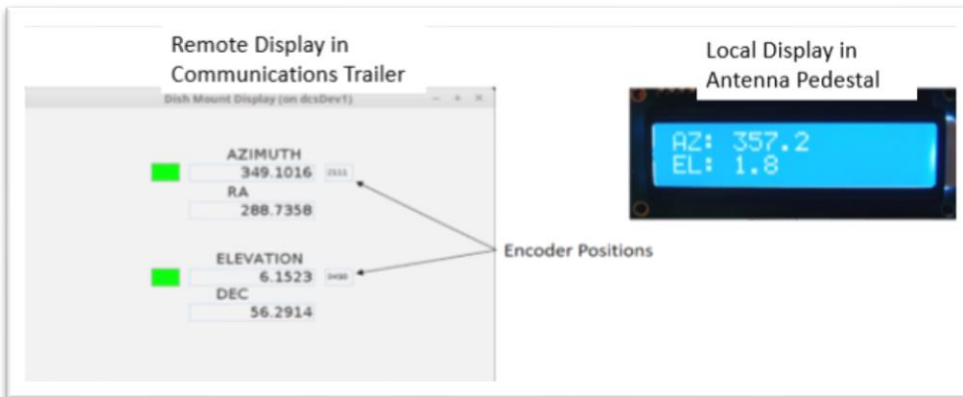 Remote Display in
Communications Trailer
Dish Mount Display (on dcsDev1)
AZIMUTH
349.1016
RA
288.7358
ELEVATION
6.1523
DEC
56.2914
Encoder Positions
Local Display in
Antenna Pedestal
AZ: 357.2
EL: 1.8